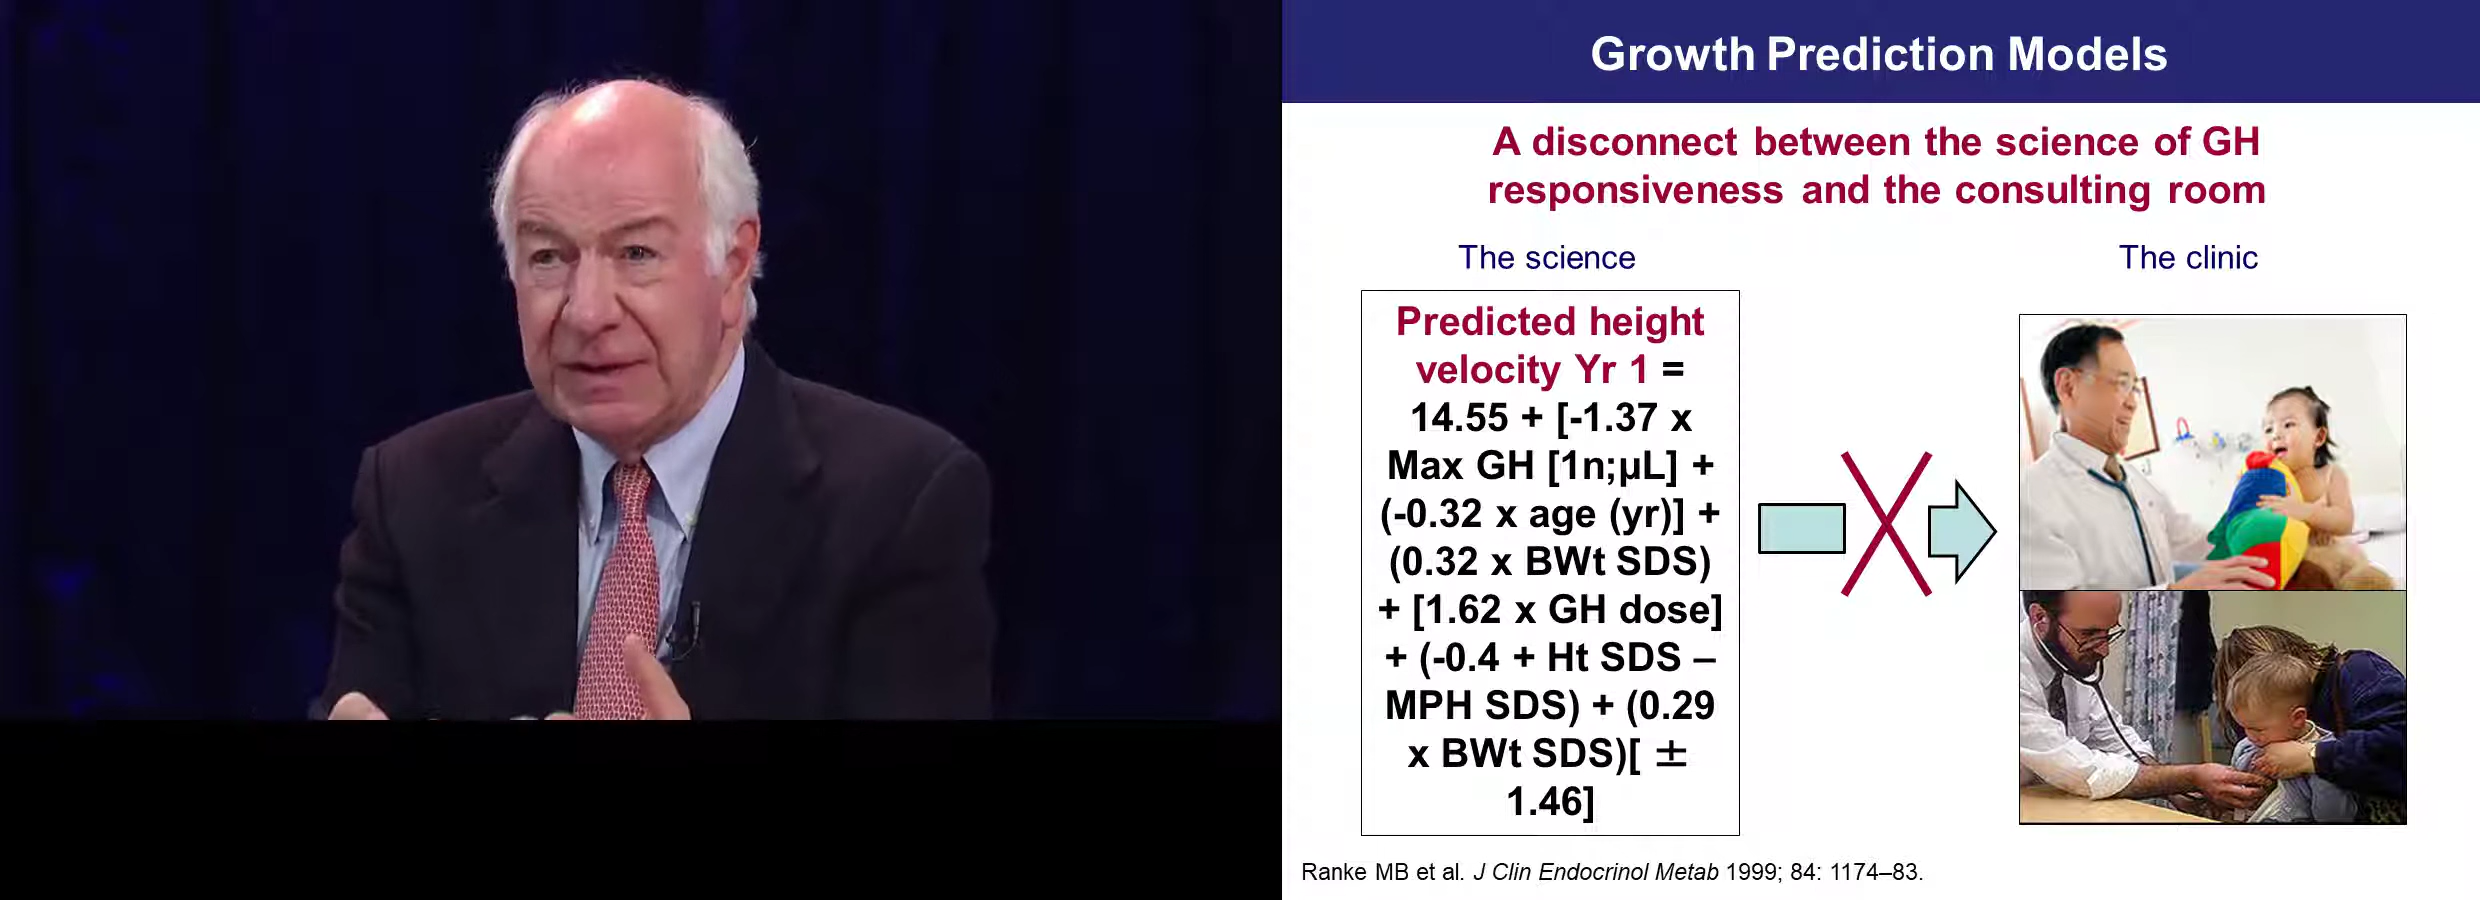 Growth Prediction Models
A disconnect between the science of GH
responsiveness and the consulting room
The science
The clinic
Predicted height
velocity Yr 1 =
14.55 + [-1.37 x
Max GH [1n;μL] +
(-0.32 x age (yr)] +
(0.32 x BWt SDS)
+ [1.62 x GH dose]
+ (-0.4 + Ht SDS –
MPH SDS) + (0.29
x BWt SDS)[ ±
1.46]
Ranke MB et al. J Clin Endocrinol Metab 1999; 84: 1174–83.